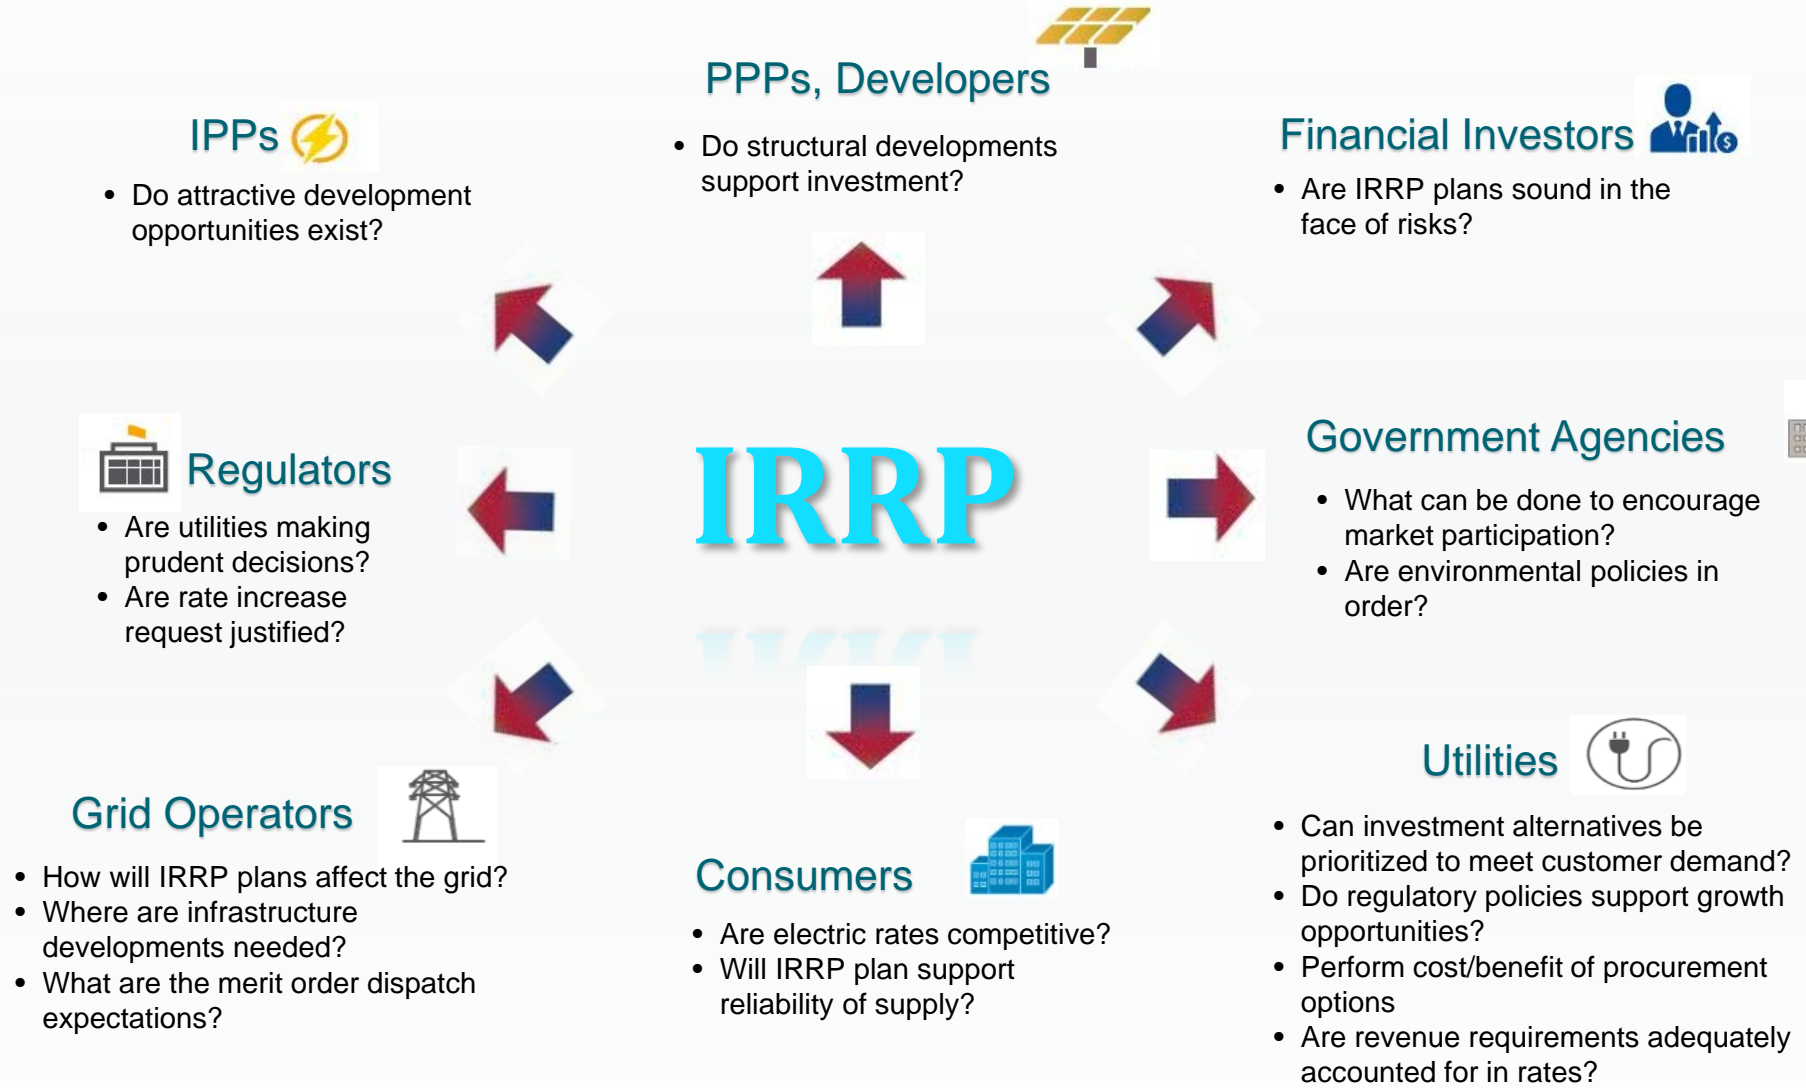 PPPs, Developers
• Do structural developments
support investment?
IPPs
• Do attractive development
opportunities exist?
Financial Investors
• Are IRRP plans sound in the
face of risks?
Regulators
• Are utilities making
prudent decisions?
• Are rate increase
request justified?
IRRP
Government Agencies
• What can be done to encourage
market participation?
• Are environmental policies in
order?
Grid Operators
• How will IRRP plans affect the grid?
• Where are infrastructure
developments needed?
• What are the merit order dispatch
expectations?
Consumers
• Are electric rates competitive?
• Will IRRP plan support
reliability of supply?
Utilities
• Can investment alternatives be
prioritized to meet customer demand?
• Do regulatory policies support growth
opportunities?
• Perform cost/benefit of procurement
options
• Are revenue requirements adequately
accounted for in rates?